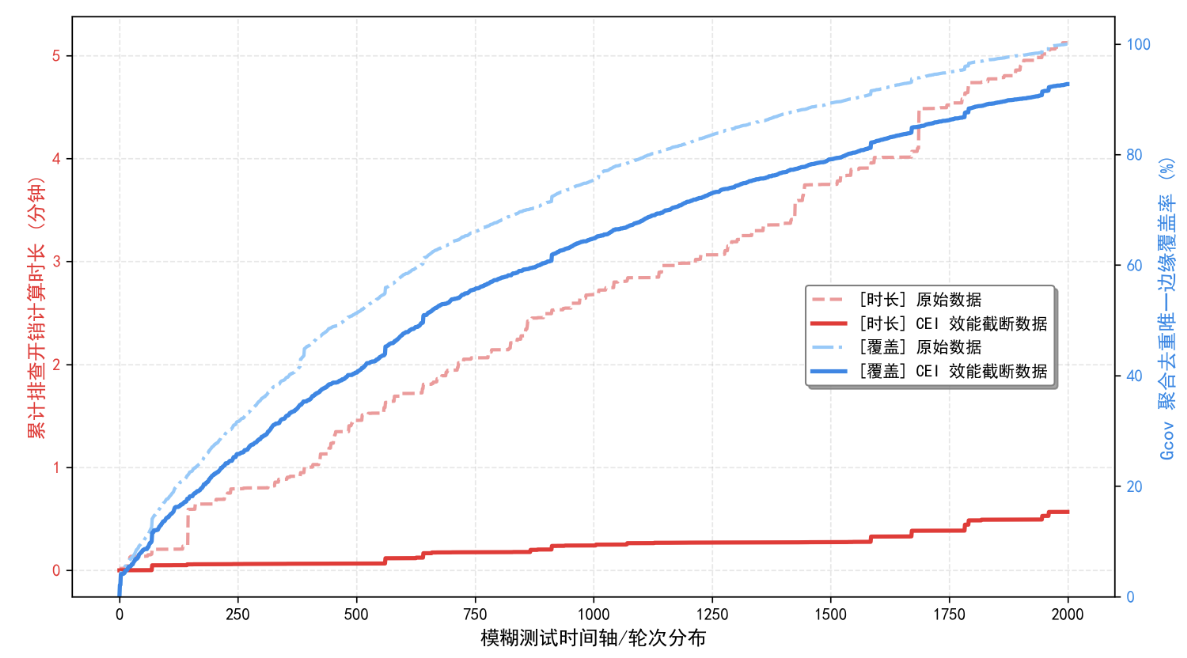 累计排查开销计算时长 (分钟)
5
4
3
2
1
0
[时长] 原始数据
[时长] CEI 效能截断数据
[覆盖] 原始数据
[覆盖] CEI 效能截断数据
100
80
60
40
20
0
Gcov 聚合去重唯一边缘覆盖率 (%)
0 250 500 750 1000 1250 1500 1750 2000
模糊测试时间轴/轮次分布